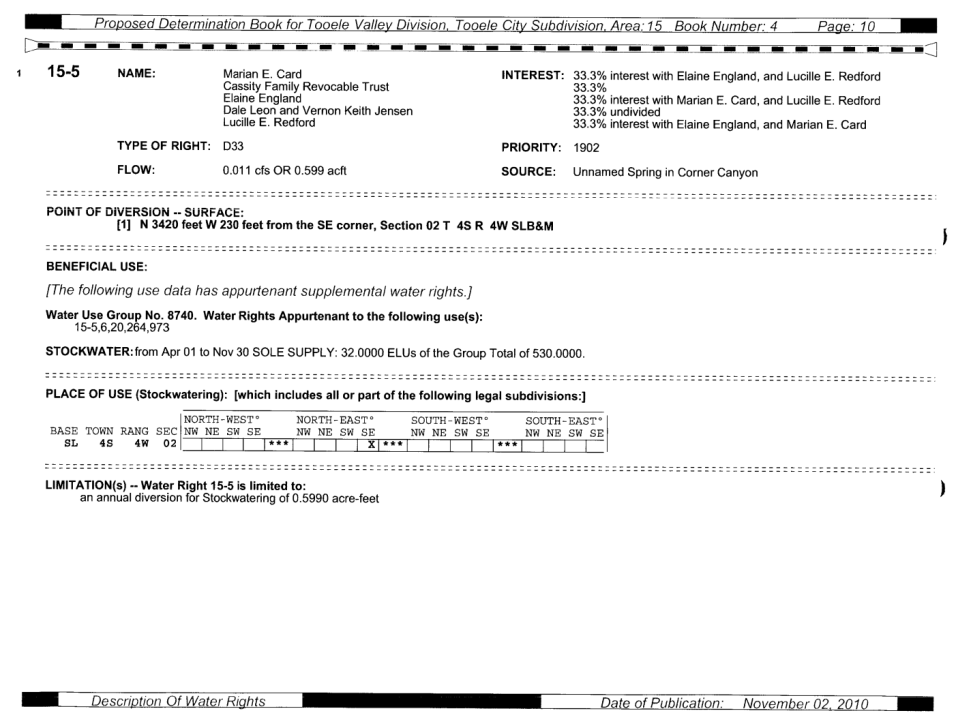 Proposed Determination Book for Tooele Valley Division, Tooele City Subdivision, Area: 15 Book Number: 4 Page: 10
1 15-5 NAME: Marian E. Card INTEREST: 33.3% interest with Elaine England, and Lucille E. Redford
Cassity Family Revocable Trust 33.3%
Elaine England 33.3% interest with Marian E. Card, and Lucille E. Redford
Dale Leon and Vernon Keith Jensen 33.3% undivided
Lucille E. Redford 33.3% interest with Elaine England, and Marian E. Card
TYPE OF RIGHT: D33 PRIORITY: 1902
FLOW: 0.011 cfs OR 0.599 acft SOURCE: Unnamed Spring in Corner Canyon
POINT OF DIVERSION -- SURFACE:
[1] N 3420 feet W 230 feet from the SE corner, Section 02 T 4S R 4W SLB&M
BENEFICIAL USE:
[The following use data has appurtenant supplemental water rights.]
Water Use Group No. 8740. Water Rights Appurtenant to the following use(s):
15-5,6,20,264,973
STOCKWATER: from Apr 01 to Nov 30 SOLE SUPPLY: 32.0000 ELUs of the Group Total of 530.0000.
PLACE OF USE (Stockwatering): [which includes all or part of the following legal subdivisions:]
NORTH-WEST° NORTH-EAST° SOUTH-WEST° SOUTH-EAST°
BASE TOWN RANG SEC NW NE SW SE NW NE SW SE NW NE SW SE NW NE SW SE
SL 4S 4W 02 *** X *** ***
LIMITATION(s) -- Water Right 15-5 is limited to:
an annual diversion for Stockwatering of 0.5990 acre-feet
Description Of Water Rights Date of Publication: November 02, 2010